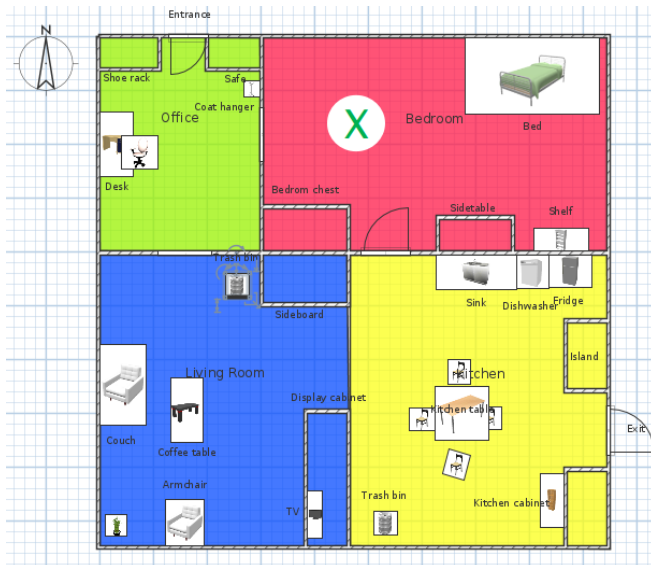 Entrance
N
Shoe rack
Safe
Coat hanger
Office
X
Bedroom
Bed
Desk
Bedrom chest
Sidetable
Shelf
Trash bin
Sink
Dishwasher
Fridge
Sideboard
Island
Living Room
Kitchen
Display cabinet
Kitchen table
Couch
Exit
Coffee table
Armchair
Trash bin
Kitchen cabinet
TV